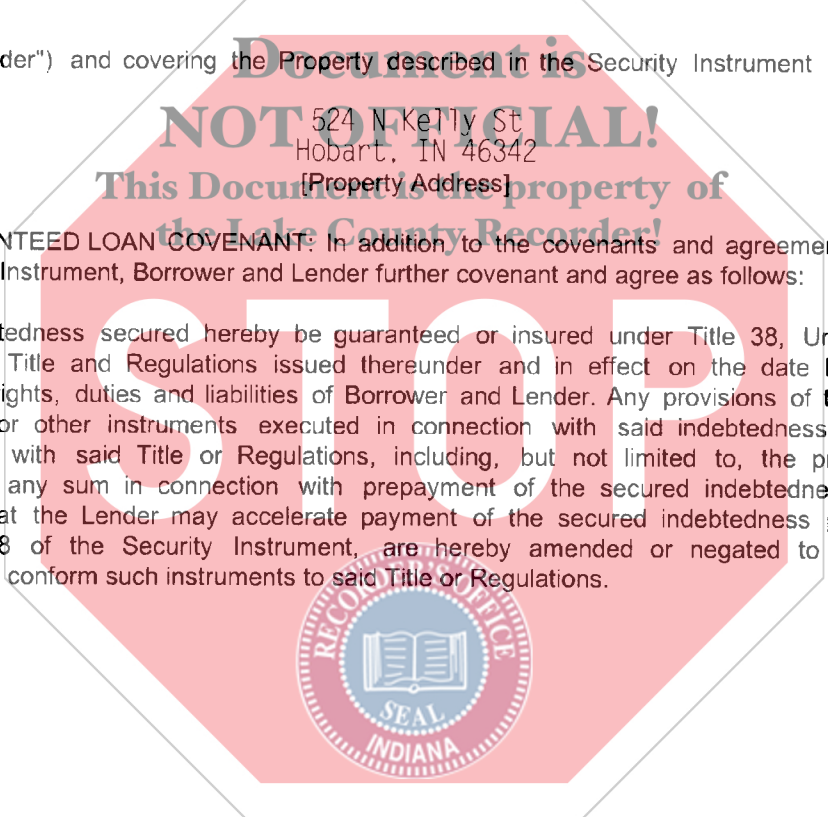 der") and covering the Property described in the Security Instrument
Document is
NOT OFFICIAL!
This Document is the property of
the Lake County Recorder!
524 N Kelly St
Hobart, IN 46342
[Property Address]
NTEED LOAN COVENANT: In addition to the covenants and agreemen
Instrument, Borrower and Lender further covenant and agree as follows:
tedness secured hereby be guaranteed or insured under Title 38, Un
Title and Regulations issued thereunder and in effect on the date
ights, duties and liabilities of Borrower and Lender. Any provisions of t
or other instruments executed in connection with said indebtedness
with said Title or Regulations, including, but not limited to, the pr
any sum in connection with prepayment of the secured indebtedne
at the Lender may accelerate payment of the secured indebtedness
8 of the Security Instrument, are hereby amended or negated to
conform such instruments to said Title or Regulations.
STOP
RECORDER'S OFFICE
SEAL
INDIANA